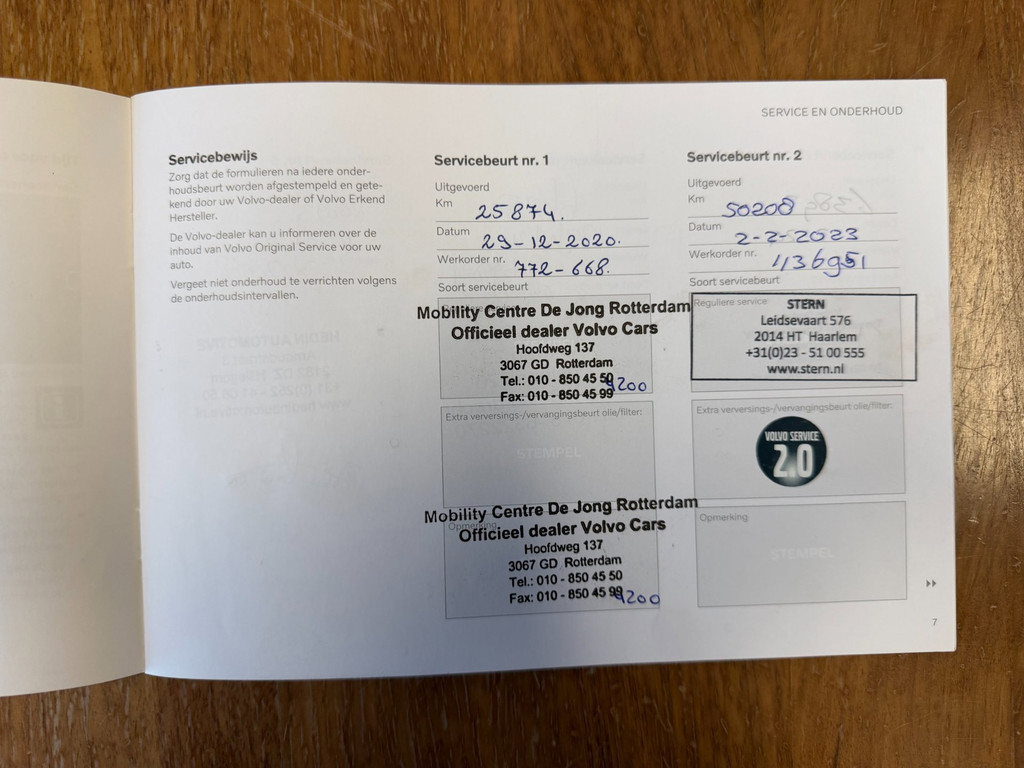 SERVICE EN ONDERHOUD
Servicebewijs
Zorg dat de formulieren na iedere onder-
houdsbeurt worden afgestempeld en gete-
kend door uw Volvo-dealer of Volvo Erkend
Hersteller.
De Volvo-dealer kan u informeren over de
inhoud van Volvo Original Service voor uw
auto.
Vergeet niet onderhoud te verrichten volgens
de onderhoudsintervallen.
Servicebeurt nr. 1
Uitgevoerd
Km 25874.
Datum 29-12-2020.
Werkorder nr. 772-668.
Soort servicebeurt
Mobility Centre De Jong Rotterdam
Officieel dealer Volvo Cars
Hoofdweg 137
3067 GD Rotterdam
Tel.: 010 - 850 45 50
Fax: 010 - 850 45 99
Extra verversings-/vervangingsbeurt olie/filter:
STEMPEL
Opmerking
Mobility Centre De Jong Rotterdam
Officieel dealer Volvo Cars
Hoofdweg 137
3067 GD Rotterdam
Tel.: 010 - 850 45 50
Fax: 010 - 850 45 99
Servicebeurt nr. 2
Uitgevoerd
Km 50208
Datum 2-2-2023
Werkorder nr. 1136951
Soort servicebeurt
Reguliere service
STERN
Leidsevaart 576
2014 HT Haarlem
+31(0)23 - 51 00 555
www.stern.nl
Extra verversings-/vervangingsbeurt olie/filter:
VOLVO SERVICE
2.0
Opmerking
STEMPEL
7